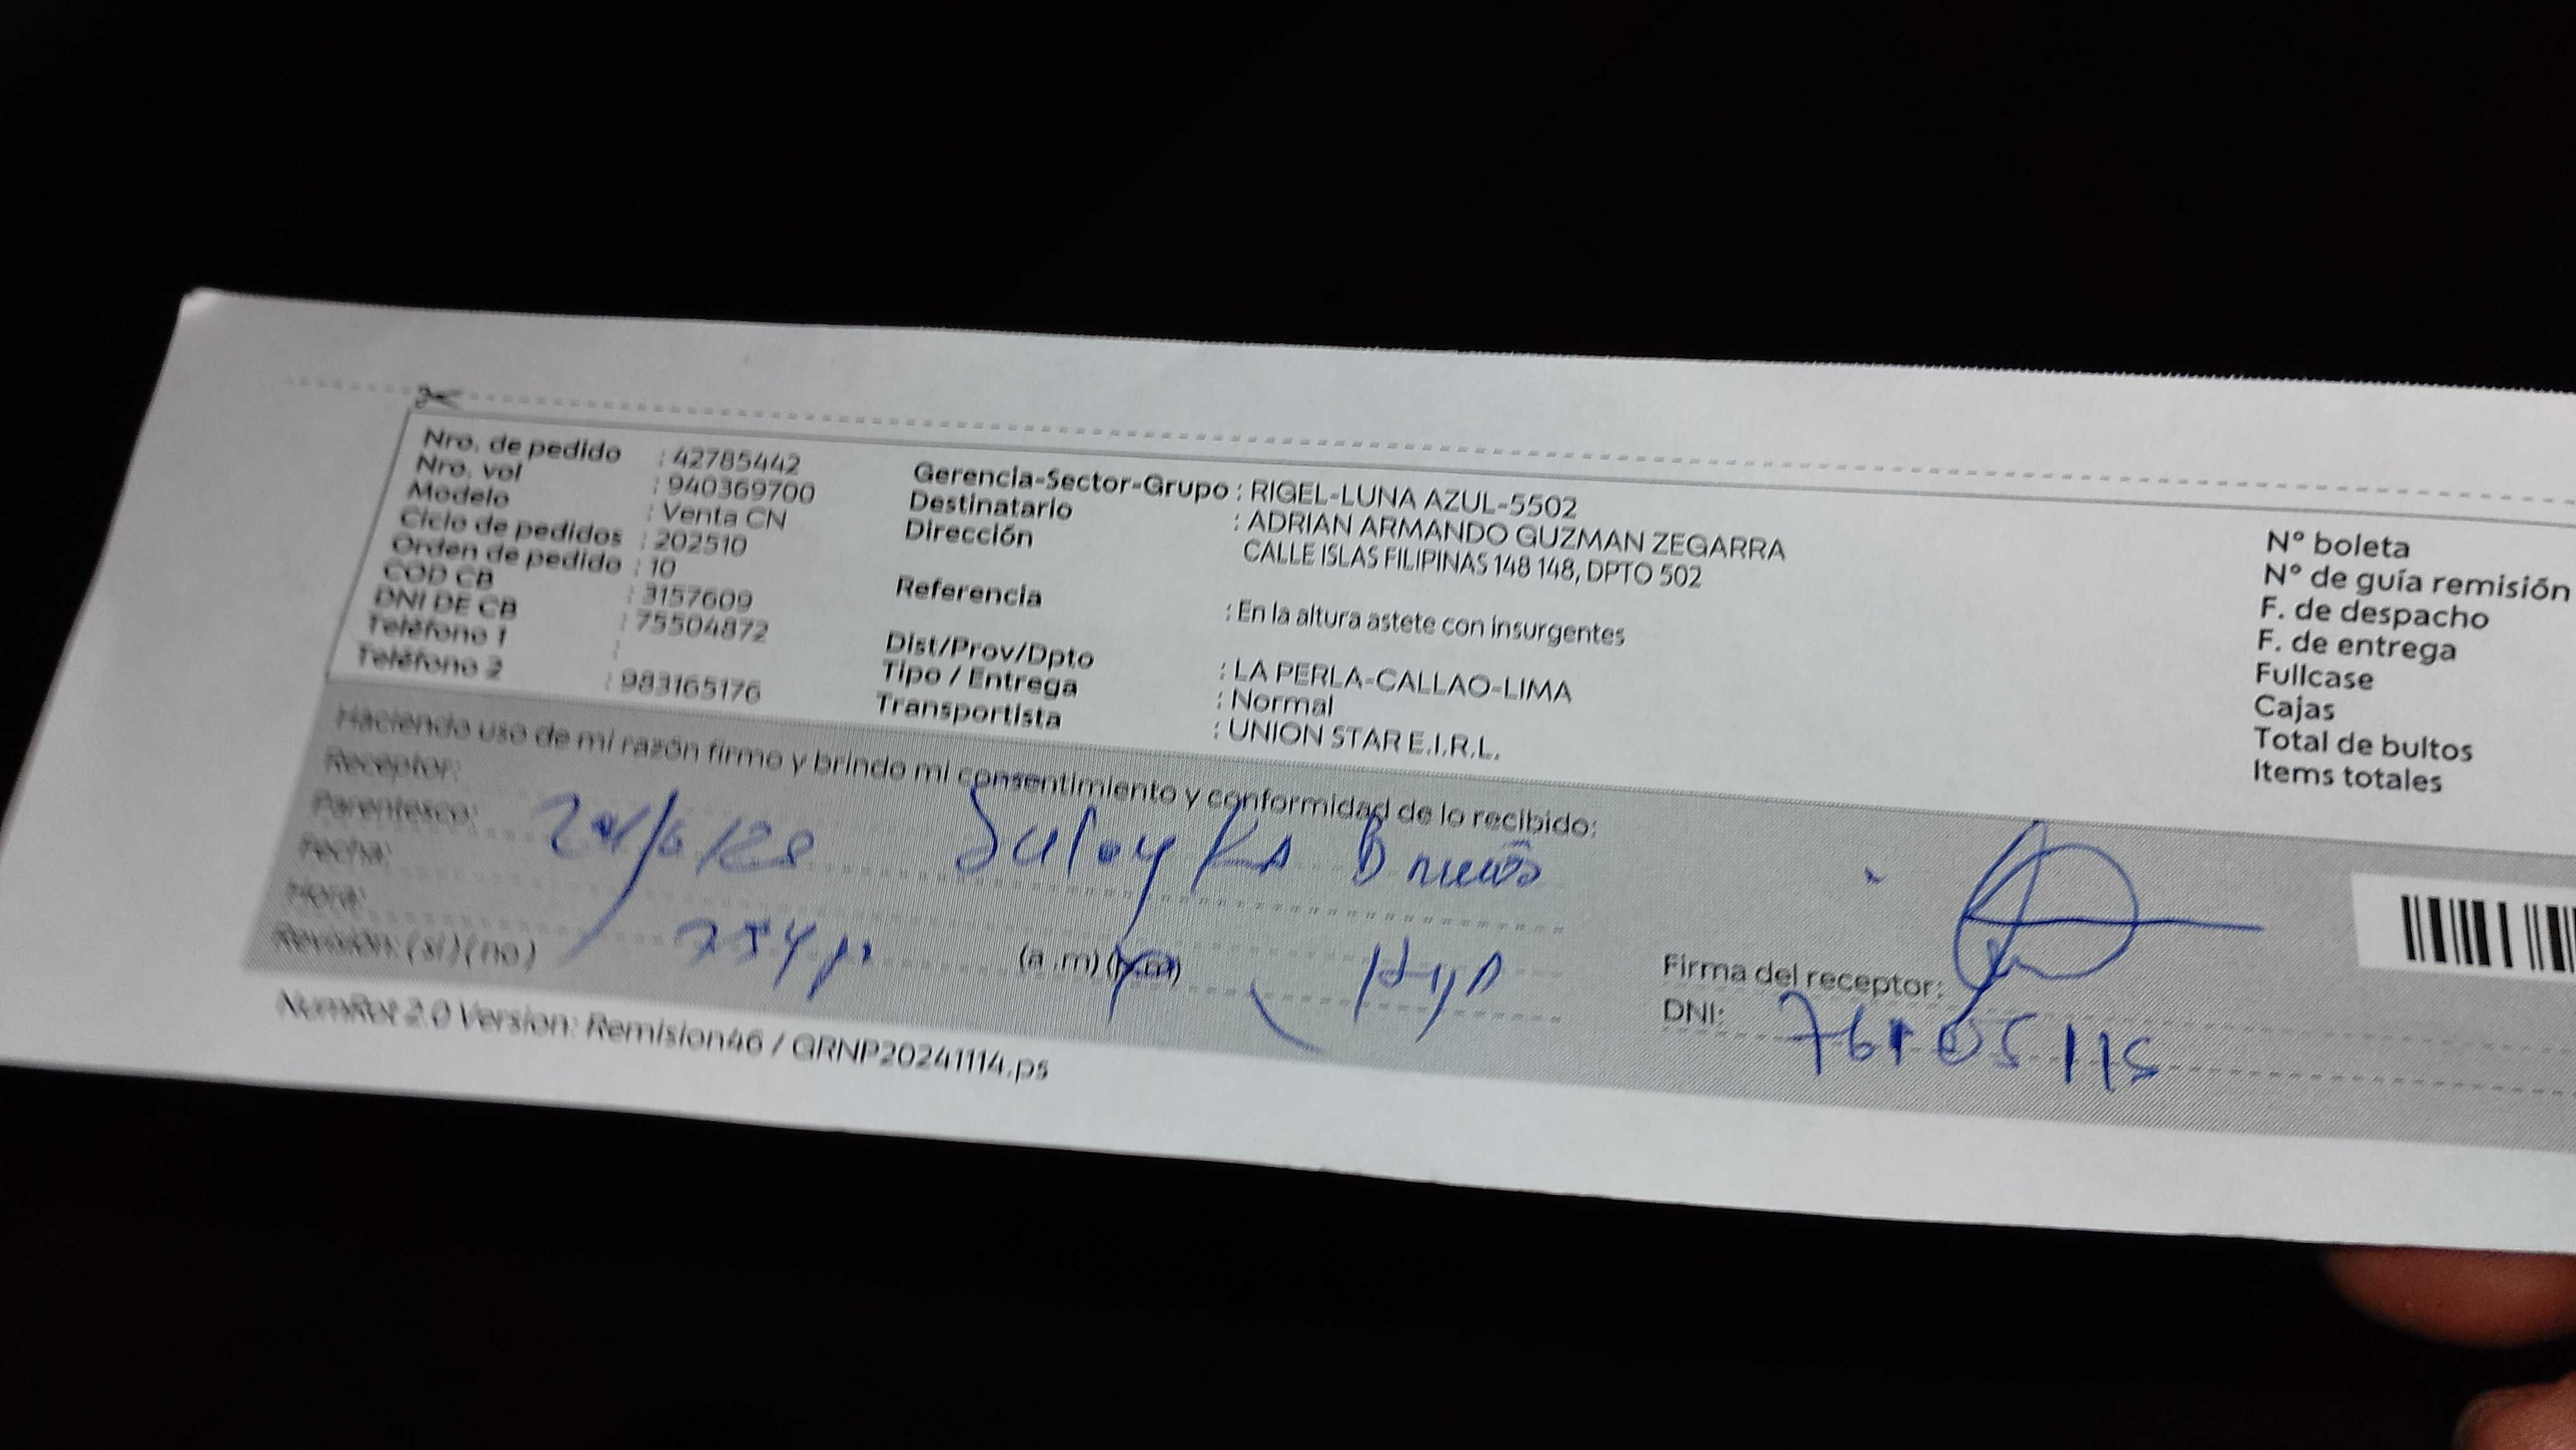 Nro. de pedido : 42785442
Nro. vol : 940369700
Modelo : Venta CN
Ciclo de pedidos : 202510
Orden de pedido : 10
COD CB : 3157609
DNI DE CB : 75504872
Teléfono 1 :
Teléfono 2 : 983165176
Gerencia-Sector-Grupo : RIGEL-LUNA AZUL-5502
Destinatario : ADRIAN ARMANDO GUZMAN ZEGARRA
Dirección CALLE ISLAS FILIPINAS 148 148, DPTO 502
Referencia : En la altura astete con insurgentes
Dist/Prov/Dpto : LA PERLA-CALLAO-LIMA
Tipo / Entrega : Normal
Transportista : UNION STAR E.I.R.L.
N° boleta
N° de guía remisión
F. de despacho
F. de entrega
Fullcase
Cajas
Total de bultos
Items totales
Haciendo uso de mi razón firmo y brindo mi consentimiento y conformidad de lo recibido:
Receptor:
Parentesco:
Fecha:
Hora: (a.m) (p.m)
Revisión: (si) (no)
Firma del receptor:
DNI:
NumRot 2.0 Version: Remision46 / GRNP20241114.ps